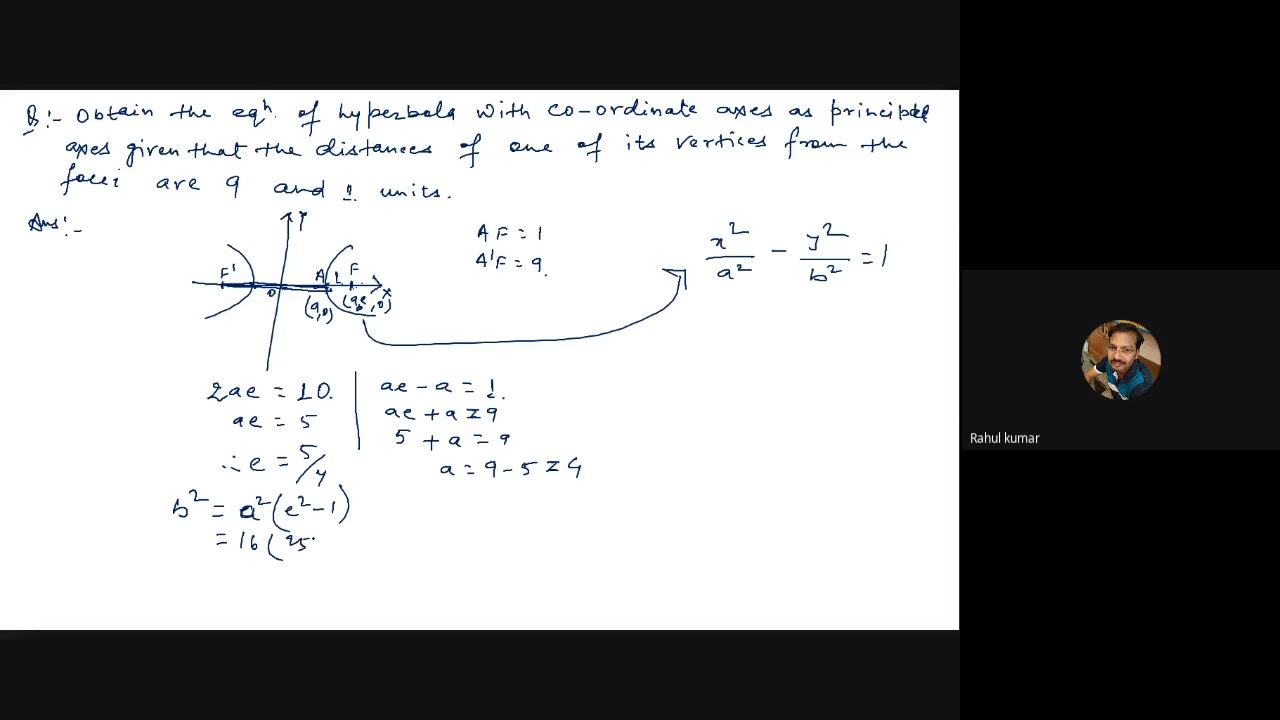 Q:- Obtain the eqn. of hyperbola with co-ordinate axes as principal
axes given that the distances of one of its vertices from the
foci are 9 and 1 units.
Ans:-
Y
F' O A 1 F X
(a,0) (ae,0)
AF = 1
A'F = 9.
x²/a² - y²/b² = 1
2ae = 10.
ae = 5
∴ e = 5/4
ae - a = 1.
ae + a = 9
5 + a = 9
a = 9 - 5 = 4
b² = a²(e² - 1)
= 16 ( 25
Rahul kumar